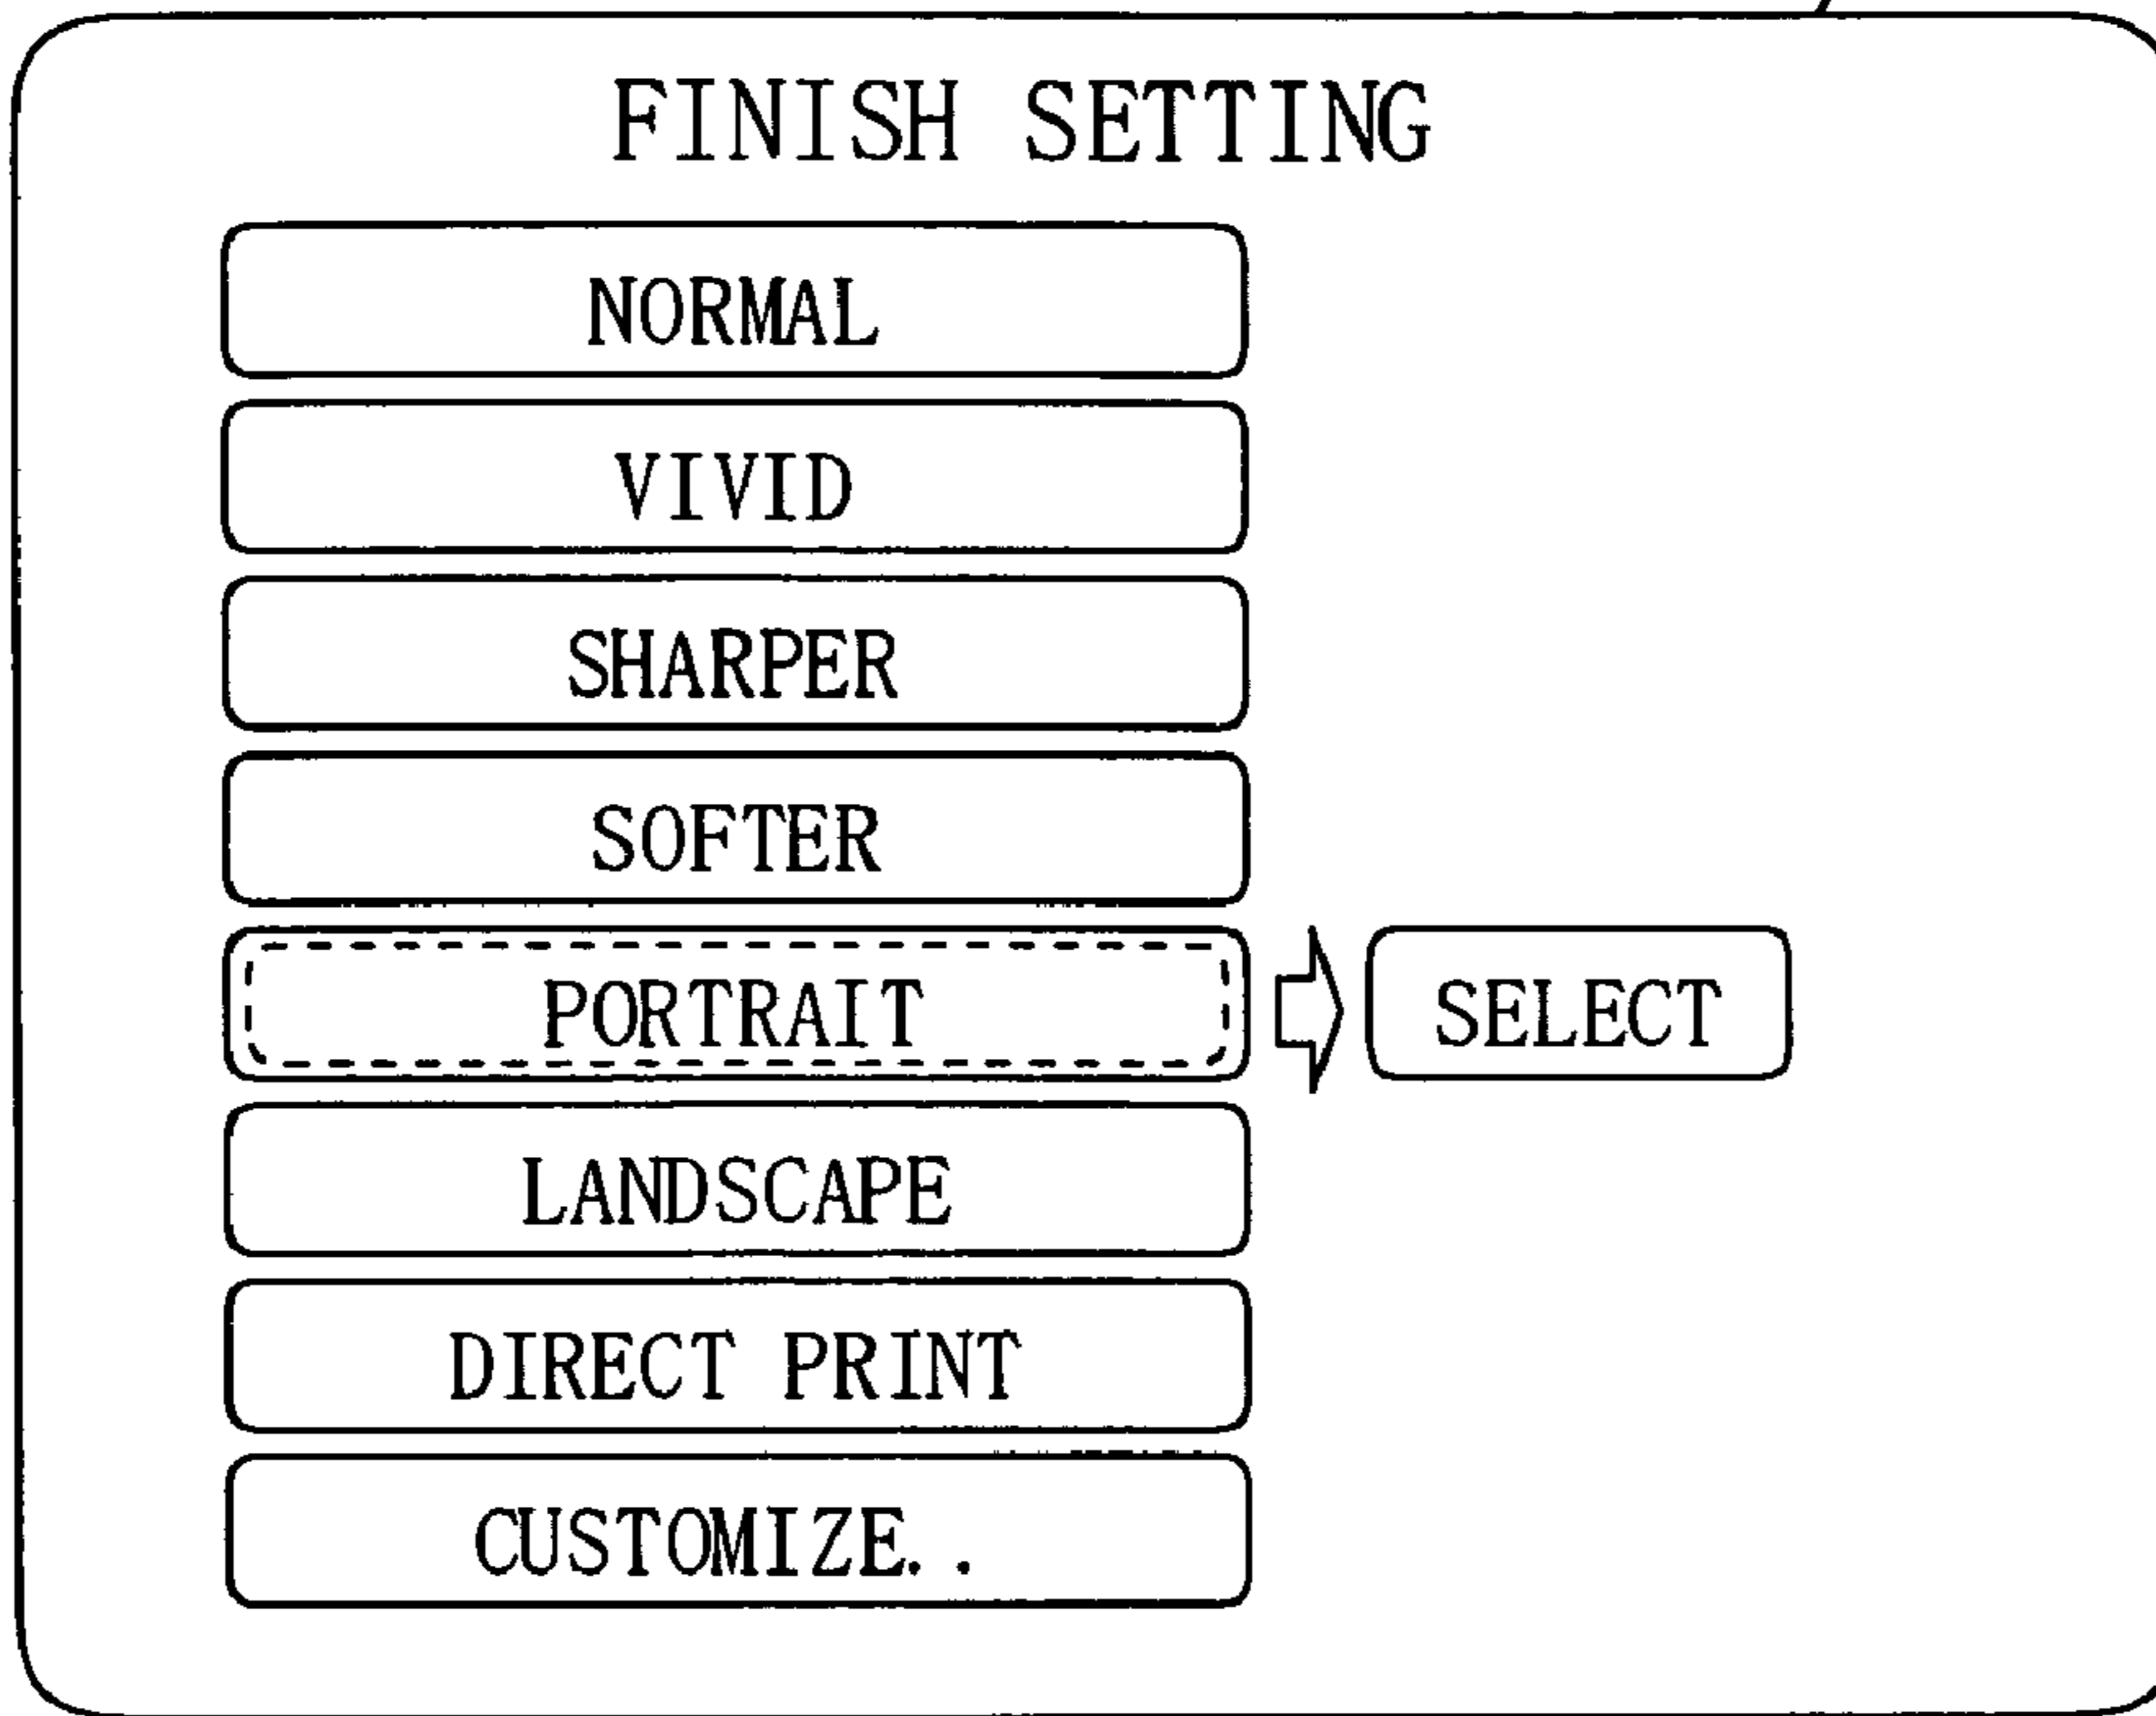 FINISH SETTING
NORMAL
VIVID
SHARPER
SOFTER
PORTRAIT
SELECT
LANDSCAPE
DIRECT PRINT
CUSTOMIZE..